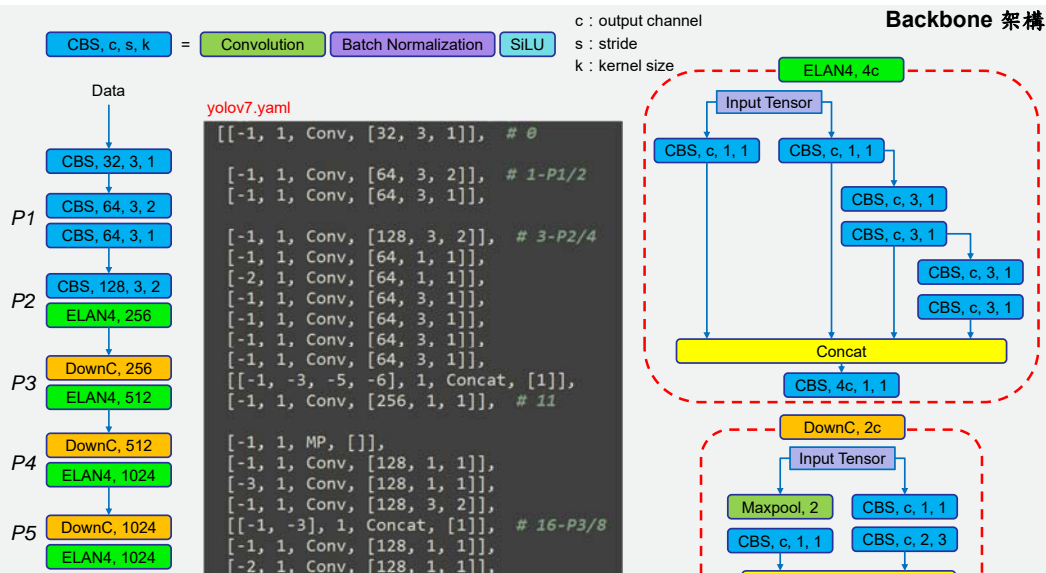 Backbone 架構
CBS, c, s, k = Convolution Batch Normalization SiLU
c : output channel
s : stride
k : kernel size
Data
CBS, 32, 3, 1
P1
CBS, 64, 3, 2
CBS, 64, 3, 1
P2
CBS, 128, 3, 2
ELAN4, 256
P3
DownC, 256
ELAN4, 512
P4
DownC, 512
ELAN4, 1024
P5
DownC, 1024
ELAN4, 1024
yolov7.yaml
[[-1, 1, Conv, [32, 3, 1]], # 0
[-1, 1, Conv, [64, 3, 2]], # 1-P1/2
[-1, 1, Conv, [64, 3, 1]],
[-1, 1, Conv, [128, 3, 2]], # 3-P2/4
[-1, 1, Conv, [64, 1, 1]],
[-2, 1, Conv, [64, 1, 1]],
[-1, 1, Conv, [64, 3, 1]],
[-1, 1, Conv, [64, 3, 1]],
[-1, 1, Conv, [64, 3, 1]],
[-1, 1, Conv, [64, 3, 1]],
[[-1, -3, -5, -6], 1, Concat, [1]],
[-1, 1, Conv, [256, 1, 1]], # 11
[-1, 1, MP, []],
[-1, 1, Conv, [128, 1, 1]],
[-3, 1, Conv, [128, 1, 1]],
[-1, 1, Conv, [128, 3, 2]],
[[-1, -3], 1, Concat, [1]], # 16-P3/8
[-1, 1, Conv, [128, 1, 1]],
[-2, 1, Conv, [128, 1, 1]],
ELAN4, 4c
Input Tensor
CBS, c, 1, 1
CBS, c, 1, 1
CBS, c, 3, 1
CBS, c, 3, 1
CBS, c, 3, 1
CBS, c, 3, 1
Concat
CBS, 4c, 1, 1
DownC, 2c
Input Tensor
Maxpool, 2
CBS, c, 1, 1
CBS, c, 1, 1
CBS, c, 2, 3